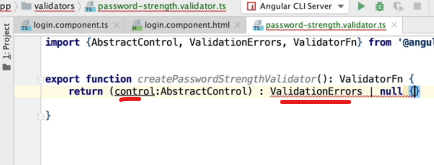 pp validators password-strength.validator.ts Angular CLI Server
login.component.ts login.component.html password-strength.validator.ts
1: Project
import {AbstractControl, ValidationErrors, ValidatorFn} from '@angu
export function createPasswordStrengthValidator(): ValidatorFn {
return (control:AbstractControl) : ValidationErrors | null {}
}